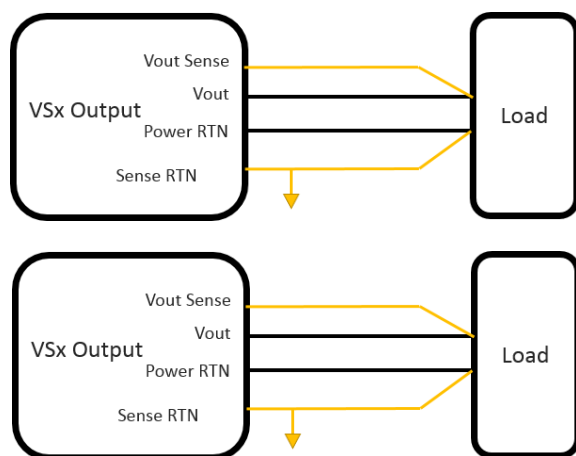 Vout Sense
Vout
VSx Output
Load
Power RTN
Sense RTN
Vout Sense
Vout
VSx Output
Load
Power RTN
Sense RTN